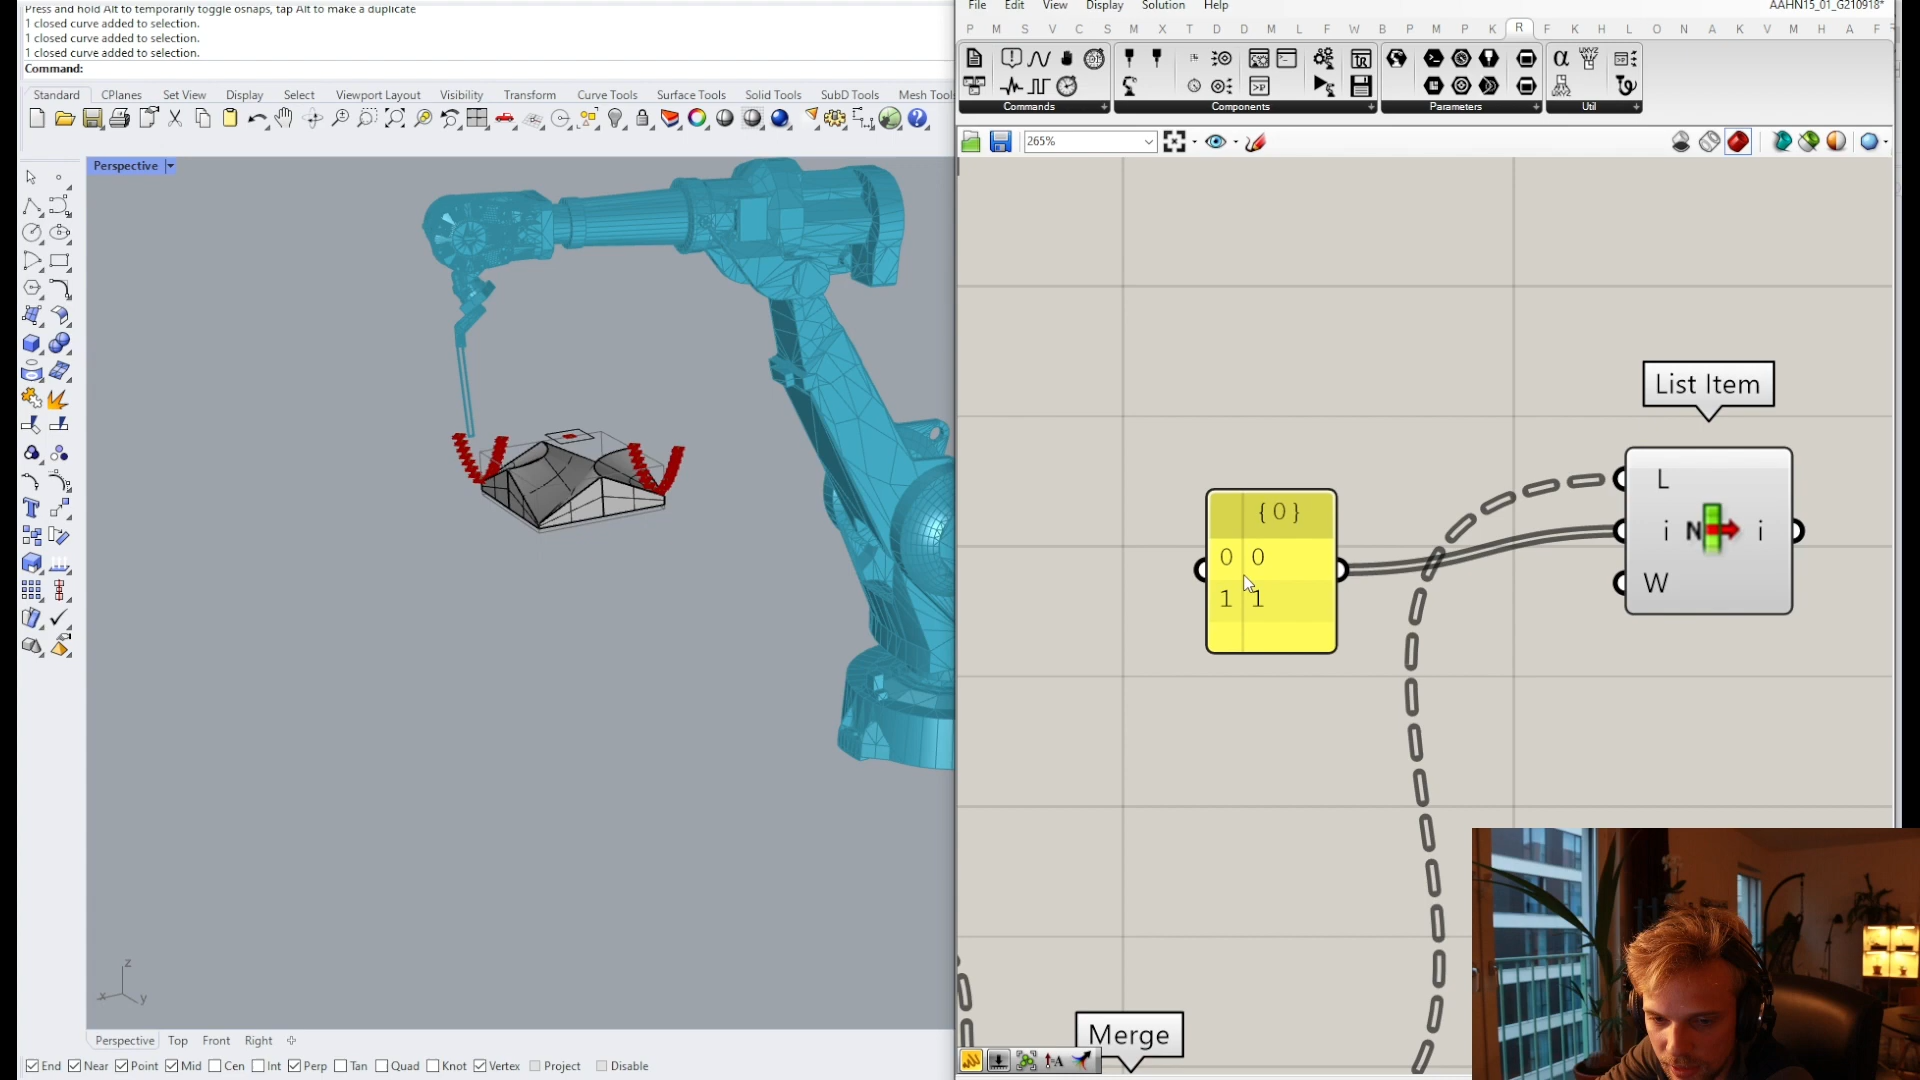 Press and hold Alt to temporarily toggle osnaps, tap Alt to make a duplicate
1 closed curve added to selection.
1 closed curve added to selection.
1 closed curve added to selection.
Command:
Standard CPlanes Set View Display Select Viewport Layout Visibility Transform Curve Tools Surface Tools Solid Tools SubD Tools Mesh Tool
Perspective
z
x y
Perspective Top Front Right
End Near Point Mid Cen Int Perp Tan Quad Knot Vertex Project Disable
File Edit View Display Solution Help AAHN15_01_G210918*
P M S V C S M D D M L F W B P M P K R F K H L O N A K V M H A F
Commands Components Parameters Util
265%
List Item
L
i N i
W
{0}
0 0
1 1
Merge